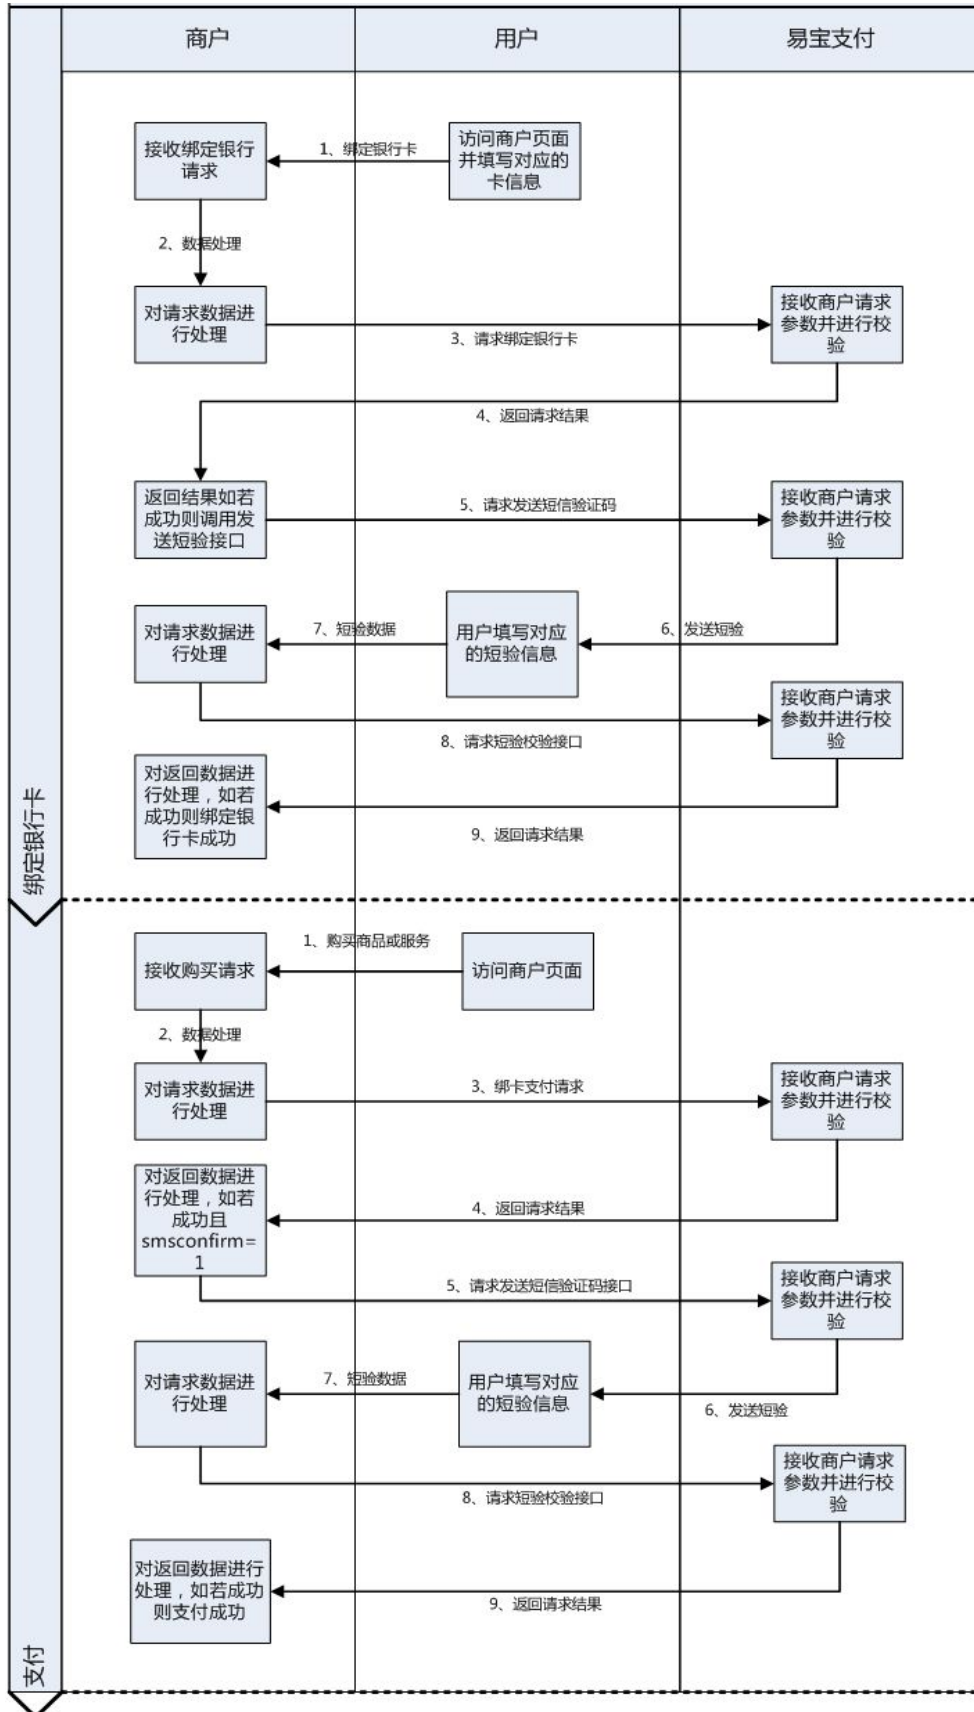 商户
用户
易宝支付
绑定银行卡
接收绑定银行
请求
1、绑定银行卡
访问商户页面
并填写对应的
卡信息
2、数据处理
对请求数据进
行处理
3、请求绑定银行卡
接收商户请求
参数并进行校
验
4、返回请求结果
返回结果如若
成功则调用发
送短验接口
5、请求发送短信验证码
接收商户请求
参数并进行校
验
6、发送短验
用户填写对应
的短验信息
7、短验数据
对请求数据进
行处理
8、请求短验校验接口
接收商户请求
参数并进行校
验
9、返回请求结果
对返回数据进
行处理，如若
成功则绑定银
行卡成功
支付
接收购买请求
1、购买商品或服务
访问商户页面
2、数据处理
对请求数据进
行处理
3、绑卡支付请求
接收商户请求
参数并进行校
验
4、返回请求结果
对返回数据进
行处理，如若
成功且
smsconfirm=
1
5、请求发送短信验证码接口
接收商户请求
参数并进行校
验
6、发送短验
用户填写对应
的短验信息
7、短验数据
对请求数据进
行处理
8、请求短验校验接口
接收商户请求
参数并进行校
验
9、返回请求结果
对返回数据进行
处理，如若成功
则支付成功